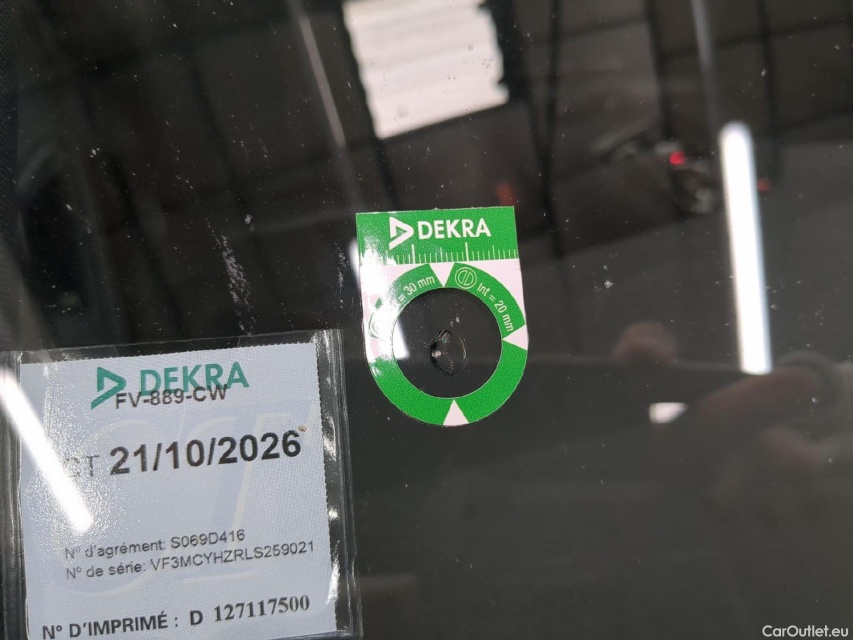 DEKRA
= 30 mm
Int = 20 mm
DEKRA
FV-889-CW
CT 21/10/2026
N° d'agrément: S069D416
N° de série: VF3MCYHZRLS259021
N° D'IMPRIMÉ : D 127117500
CarOutlet.eu